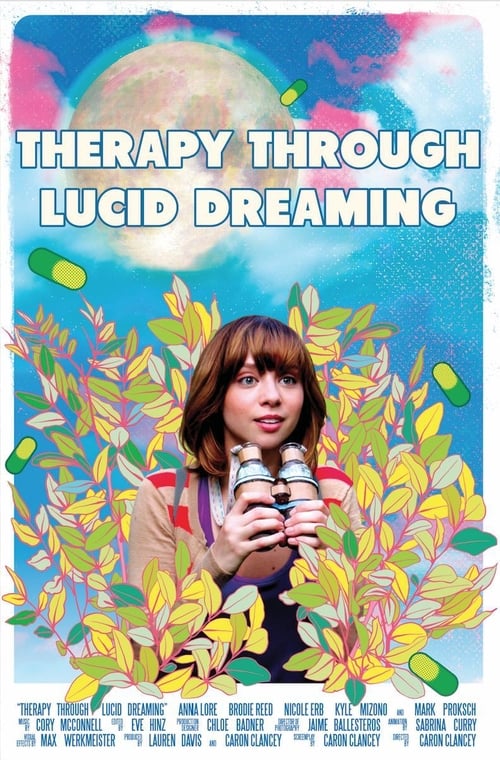 THERAPY THROUGH
LUCID DREAMING
"THERAPY THROUGH LUCID DREAMING" ANNA LORE BRODIE REED NICOLE ERB KYLE MIZONO AND MARK PROKSCH
MUSIC BY CORY MCCONNELL EDITED BY EVE HINZ PRODUCTION DESIGNER CHLOE BADNER DIRECTOR OF PHOTOGRAPHY JAIME BALLESTEROS ANIMATION BY SABRINA CURRY
VISUAL EFFECTS BY MAX WERKMEISTER PRODUCED BY LAUREN DAVIS AND CARON CLANCEY SCREENPLAY BY CARON CLANCEY DIRECTED BY CARON CLANCEY